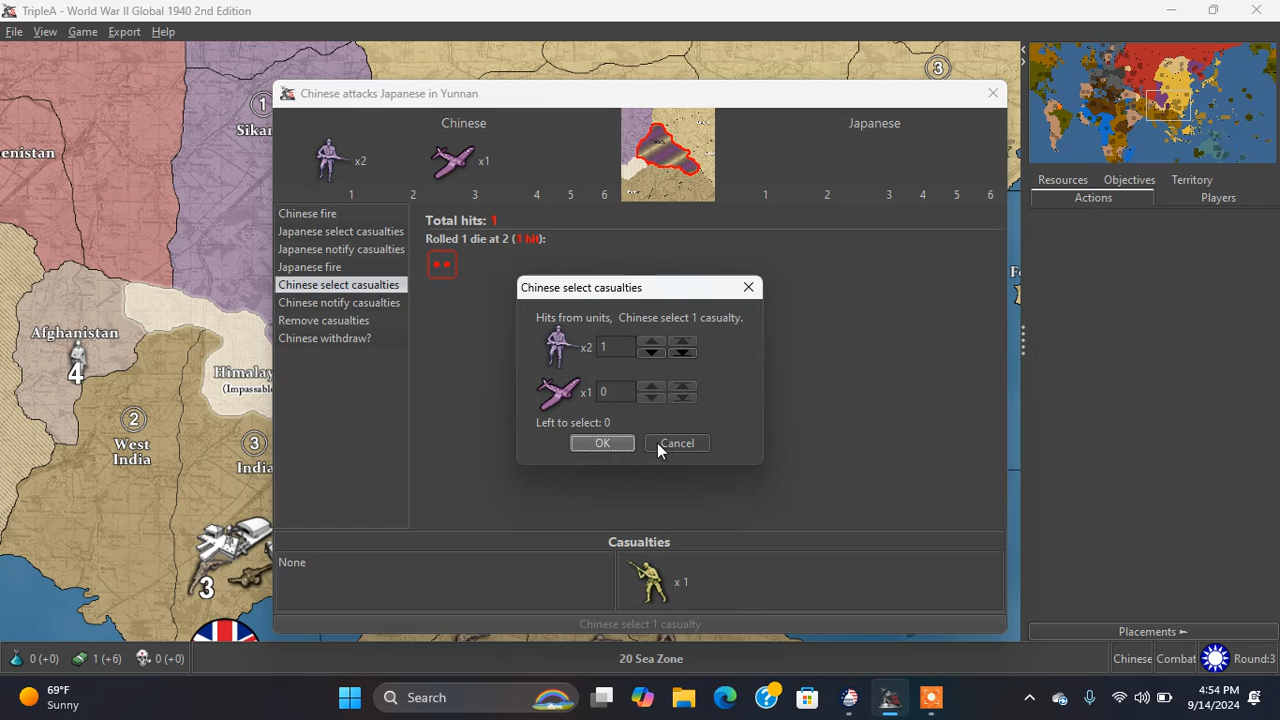 TripleA - World War II Global 1940 2nd Edition
File View Game Export Help
Chinese attacks Japanese in Yunnan
Chinese
Japanese
x2
x1
1 2 3 4 5 6
1 2 3 4 5 6
Chinese fire
Japanese select casualties
Japanese notify casualties
Japanese fire
Chinese select casualties
Chinese notify casualties
Remove casualties
Chinese withdraw?
Total hits: 1
Rolled 1 die at 2 (1 hit):
Chinese select casualties
Hits from units, Chinese select 1 casualty.
x2 1
x1 0
Left to select: 0
OK
Cancel
Casualties
None
x 1
Chinese select 1 casualty
1
Sika
enistan
Afghanistan
4
Himala
(Impassable
2
West
India
3
India
3
3
Resources Objectives Territory
Actions Players
Placements
0 (+0) 1 (+6) 0 (+0)
20 Sea Zone
Chinese Combat Round:3
69°F
Sunny
Search
4:54 PM
9/14/2024